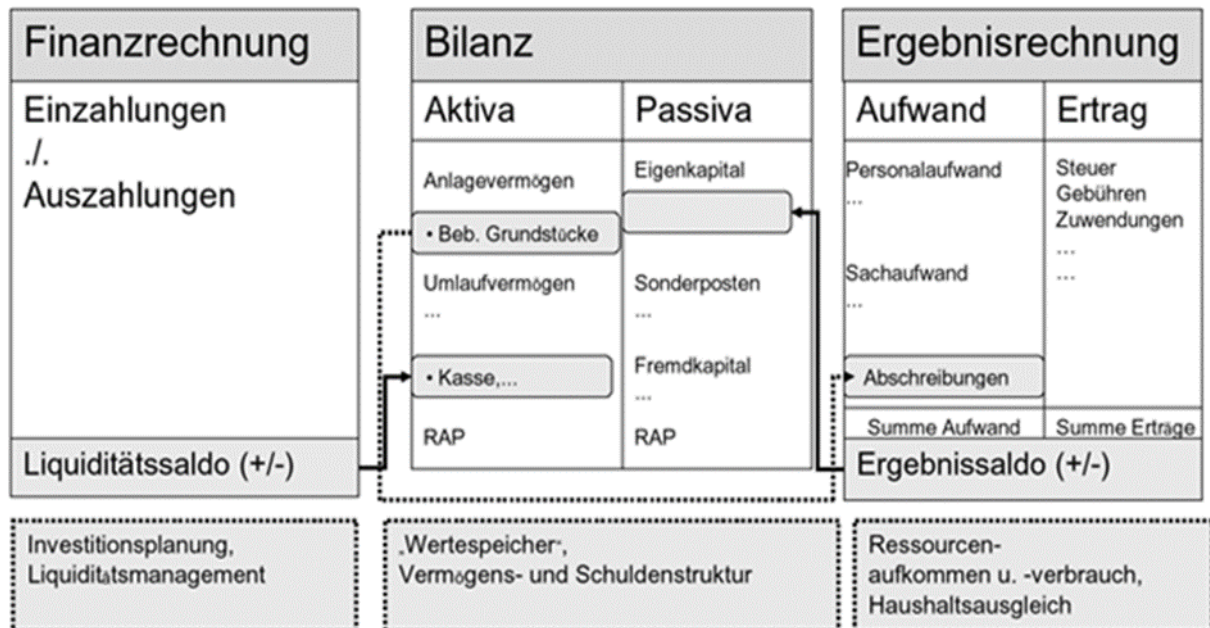 Finanzrechnung
Einzahlungen
./.
Auszahlungen
Liquiditätssaldo (+/-)
Investitionsplanung,
Liquiditätsmanagement
Bilanz
Aktiva
Passiva
Anlagevermögen
• Beb. Grundstücke
Umlaufvermögen
...
• Kasse,...
RAP
Eigenkapital
Sonderposten
...
Fremdkapital
...
RAP
„Wertespeicher“,
Vermögens- und Schuldenstruktur
Ergebnisrechnung
Aufwand
Ertrag
Personalaufwand
...
Sachaufwand
...
Abschreibungen
Summe Aufwand
Steuer
Gebühren
Zuwendungen
...
...
Summe Erträge
Ergebnissaldo (+/-)
Ressourcen-
aufkommen u. -verbrauch,
Haushaltsausgleich